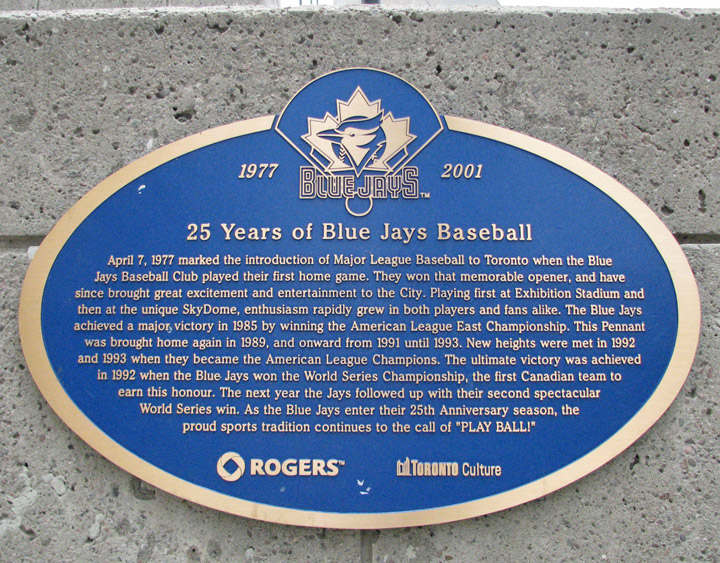 1977 2001
BLUE JAYS™
25 Years of Blue Jays Baseball
April 7, 1977 marked the introduction of Major League Baseball to Toronto when the Blue
Jays Baseball Club played their first home game. They won that memorable opener, and have
since brought great excitement and entertainment to the City. Playing first at Exhibition Stadium and
then at the unique SkyDome, enthusiasm rapidly grew in both players and fans alike. The Blue Jays
achieved a major victory in 1985 by winning the American League East Championship. This Pennant
was brought home again in 1989, and onward from 1991 until 1993. New heights were met in 1992
and 1993 when they became the American League Champions. The ultimate victory was achieved
in 1992 when the Blue Jays won the World Series Championship, the first Canadian team to
earn this honour. The next year the Jays followed up with their second spectacular
World Series win. As the Blue Jays enter their 25th Anniversary season, the
proud sports tradition continues to the call of "PLAY BALL!"
ROGERS™ TORONTO Culture